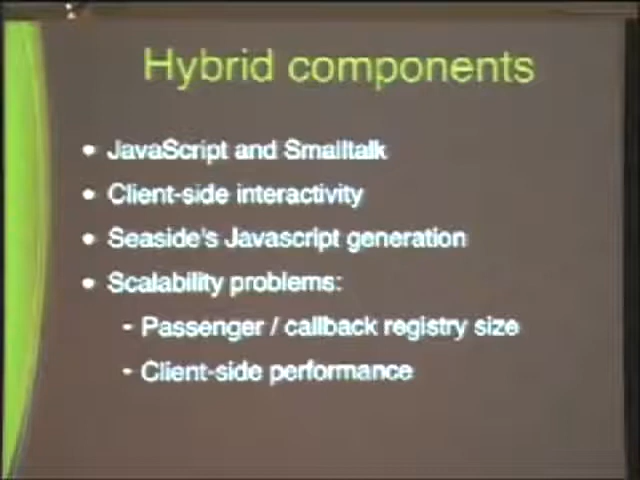 Hybrid components
• JavaScript and Smalltalk
• Client-side interactivity
• Seaside's Javascript generation
• Scalability problems:
- Passenger / callback registry size
- Client-side performance